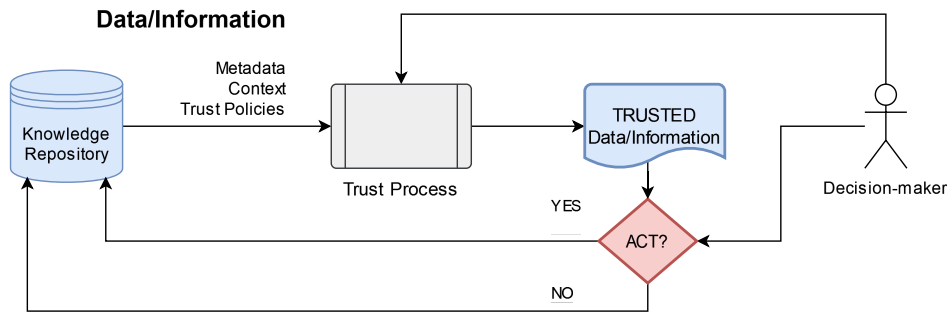 Data/Information
Metadata
Context
Trust Policies
Knowledge
Repository
TRUSTED
Data/Information
Trust Process
Decision-maker
YES
ACT?
NO